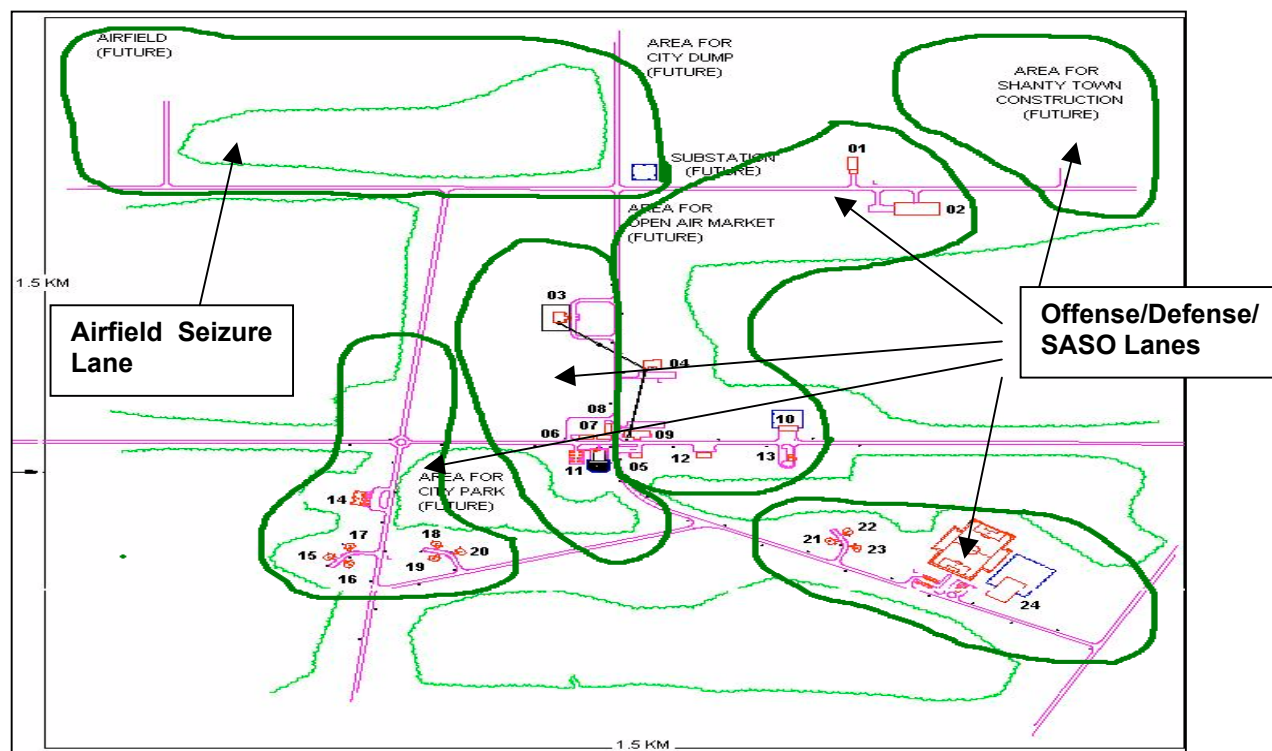 AIRFIELD
(FUTURE)
AREA FOR
CITY DUMP
(FUTURE)
AREA FOR
SHANTY TOWN
CONSTRUCTION
(FUTURE)
01
SUBSTATION
(FUTURE)
02
AREA FOR
OPEN AIR MARKET
(FUTURE)
1.5 KM
03
Airfield Seizure
Lane
Offense/Defense/
SASO Lanes
04
08
07
06
09
10
11
05
12
13
AREA FOR
CITY PARK
(FUTURE)
14
17
15
16
18
20
19
22
21
23
24
1.5 KM